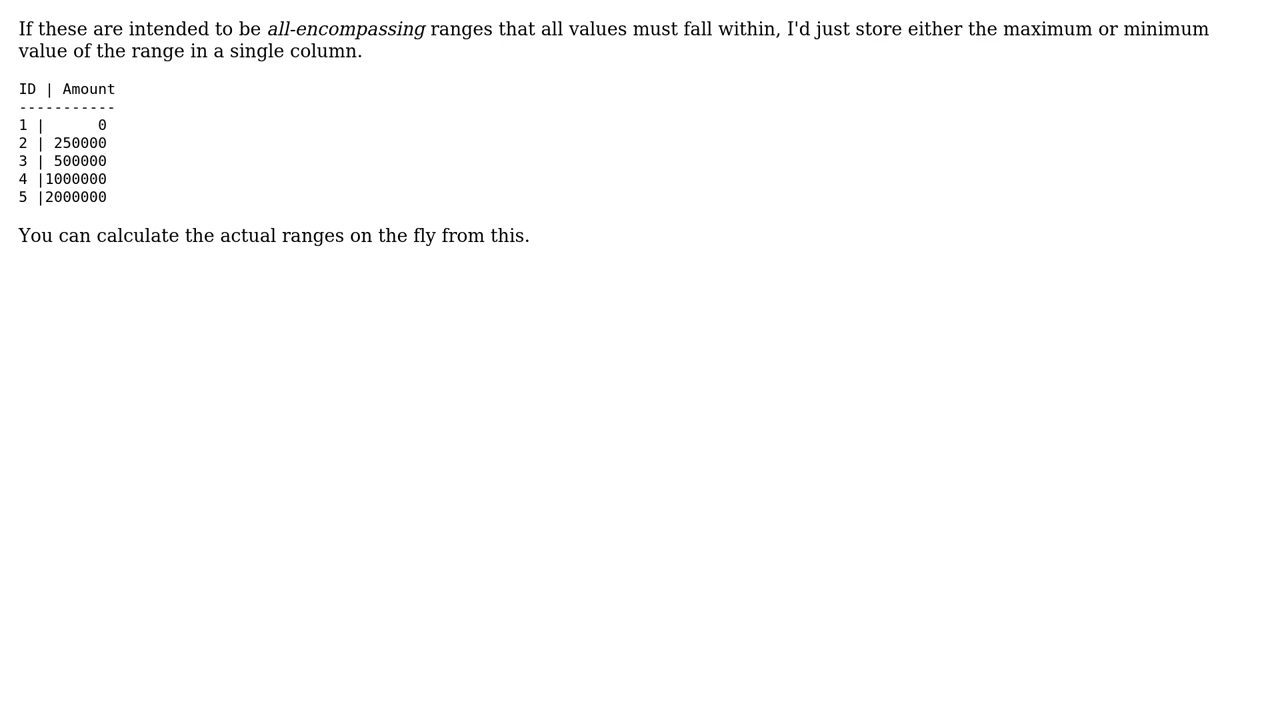 If these are intended to be all-encompassing ranges that all values must fall within, I'd just store either the maximum or minimum
value of the range in a single column.
ID | Amount
-----------
1 |      0
2 | 250000
3 | 500000
4 |1000000
5 |2000000
You can calculate the actual ranges on the fly from this.